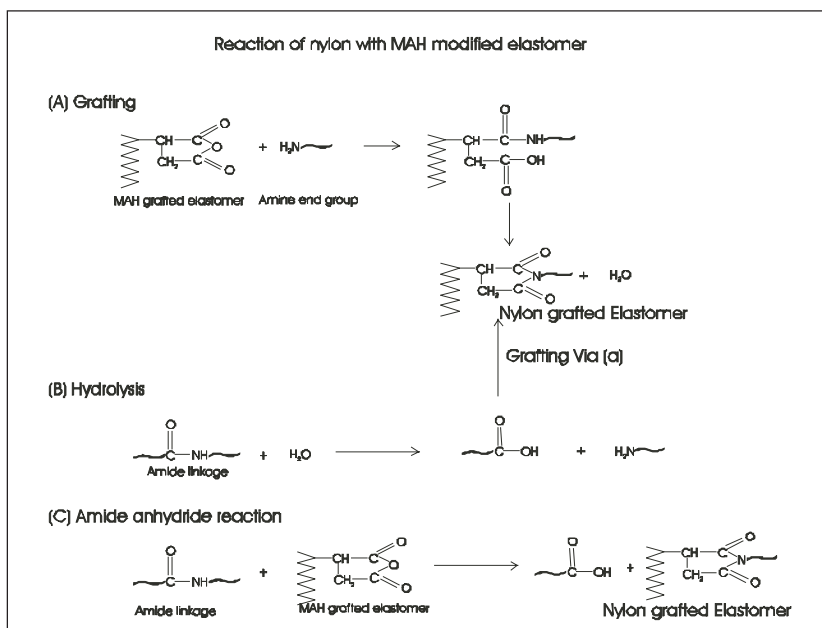 Reaction of nylon with MAH modified elastomer
(A) Grafting
CH C O O CH₂ C O + H₂N → CH C O NH CH₂ C OH O
MAH grafted elastomer Amine end group
CH C O N CH₂ C O + H₂O
Nylon grafted Elastomer
Grafting Via (a)
(B) Hydrolysis
O C NH + H₂O → O C OH + H₂N
Amide linkage
(C) Amide anhydride reaction
O C NH + CH C O O CH₂ C O → O C OH + CH C O N CH₂ C O
Amide linkage MAH grafted elastomer Nylon grafted Elastomer